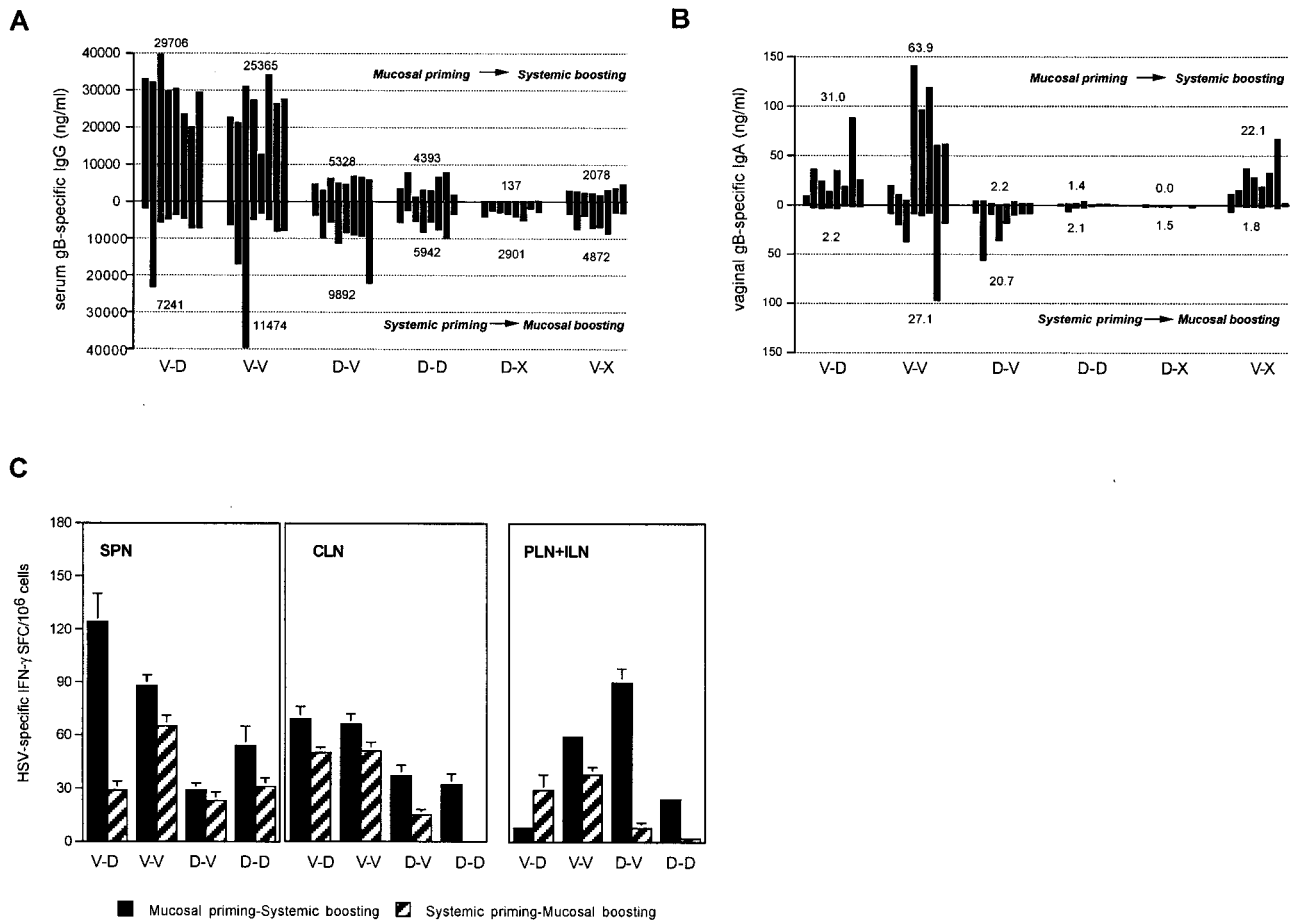 A
serum gB-specific IgG (ng/ml)
40000
30000
20000
10000
0
10000
20000
30000
40000
29706
25365
5328
4393
137
2078
Mucosal priming → Systemic boosting
7241
11474
9892
5942
2901
4872
Systemic priming → Mucosal boosting
V-D V-V D-V D-D D-X V-X
B
vaginal gB-specific IgA (ng/ml)
150
100
50
0
50
100
150
31.0
63.9
2.2
1.4
0.0
22.1
Mucosal priming → Systemic boosting
2.2
27.1
20.7
2.1
1.5
1.8
Systemic priming → Mucosal boosting
V-D V-V D-V D-D D-X V-X
C
HSV-specific IFN-γ SFC/10⁶ cells
180
150
120
90
60
30
0
SPN
CLN
PLN+ILN
V-D V-V D-V D-D
V-D V-V D-V D-D
V-D V-V D-V D-D
Mucosal priming-Systemic boosting
Systemic priming-Mucosal boosting